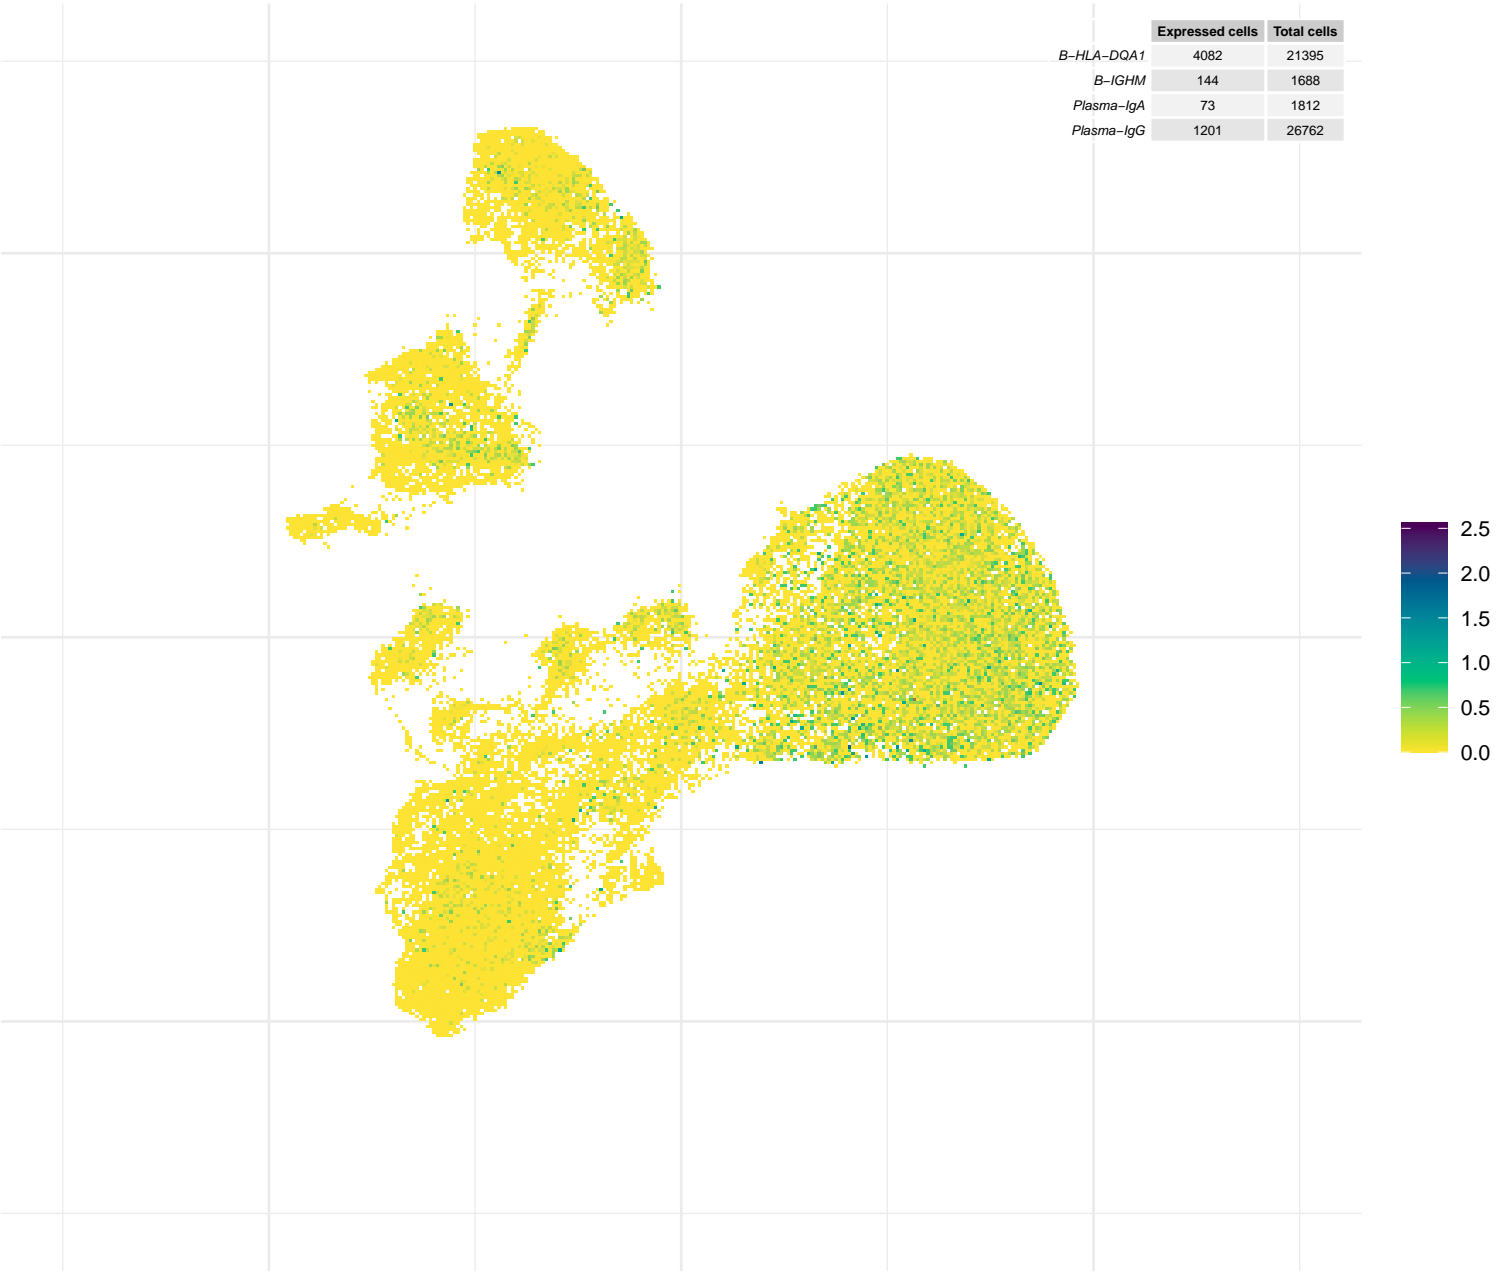 Expressed cells Total cells
B−HLA−DQA1 4082 21395
B−IGHM 144 1688
Plasma−IgA 73 1812
Plasma−IgG 1201 26762
2.5
2.0
1.5
1.0
0.5
0.0